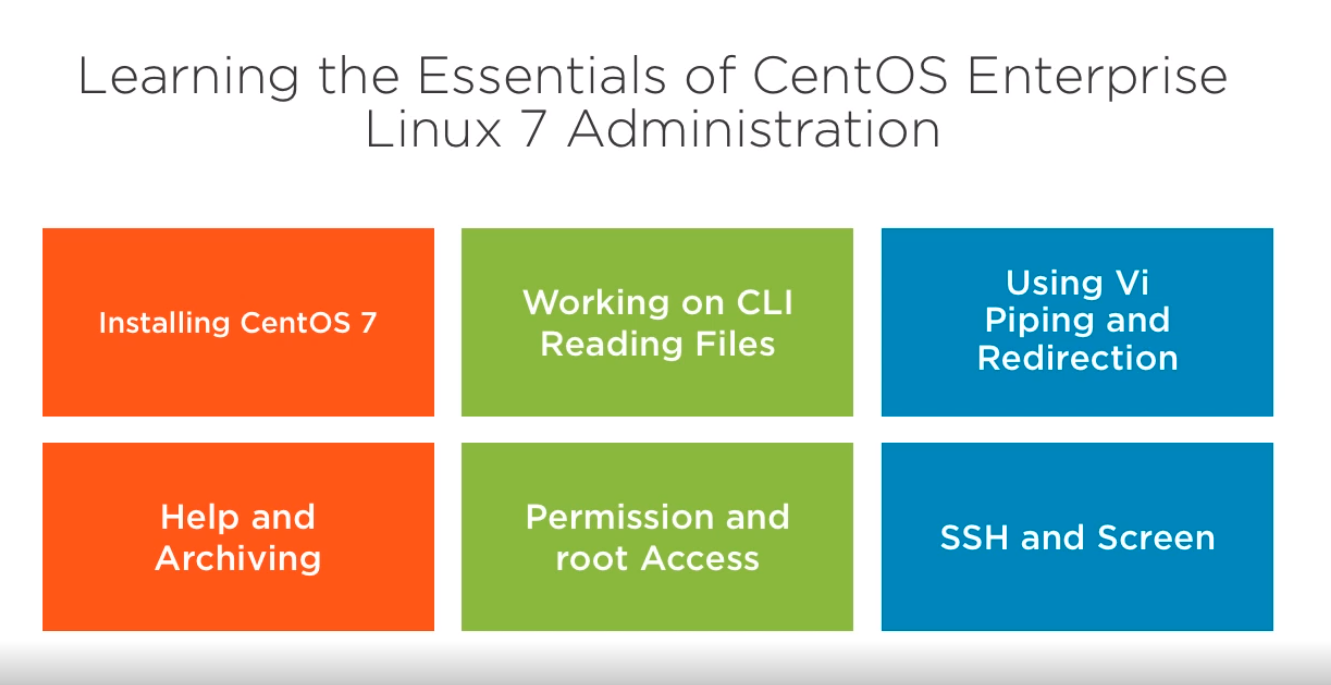 Learning the Essentials of CentOS Enterprise
Linux 7 Administration
Installing CentOS 7
Working on CLI
Reading Files
Using Vi
Piping and
Redirection
Help and
Archiving
Permission and
root Access
SSH and Screen